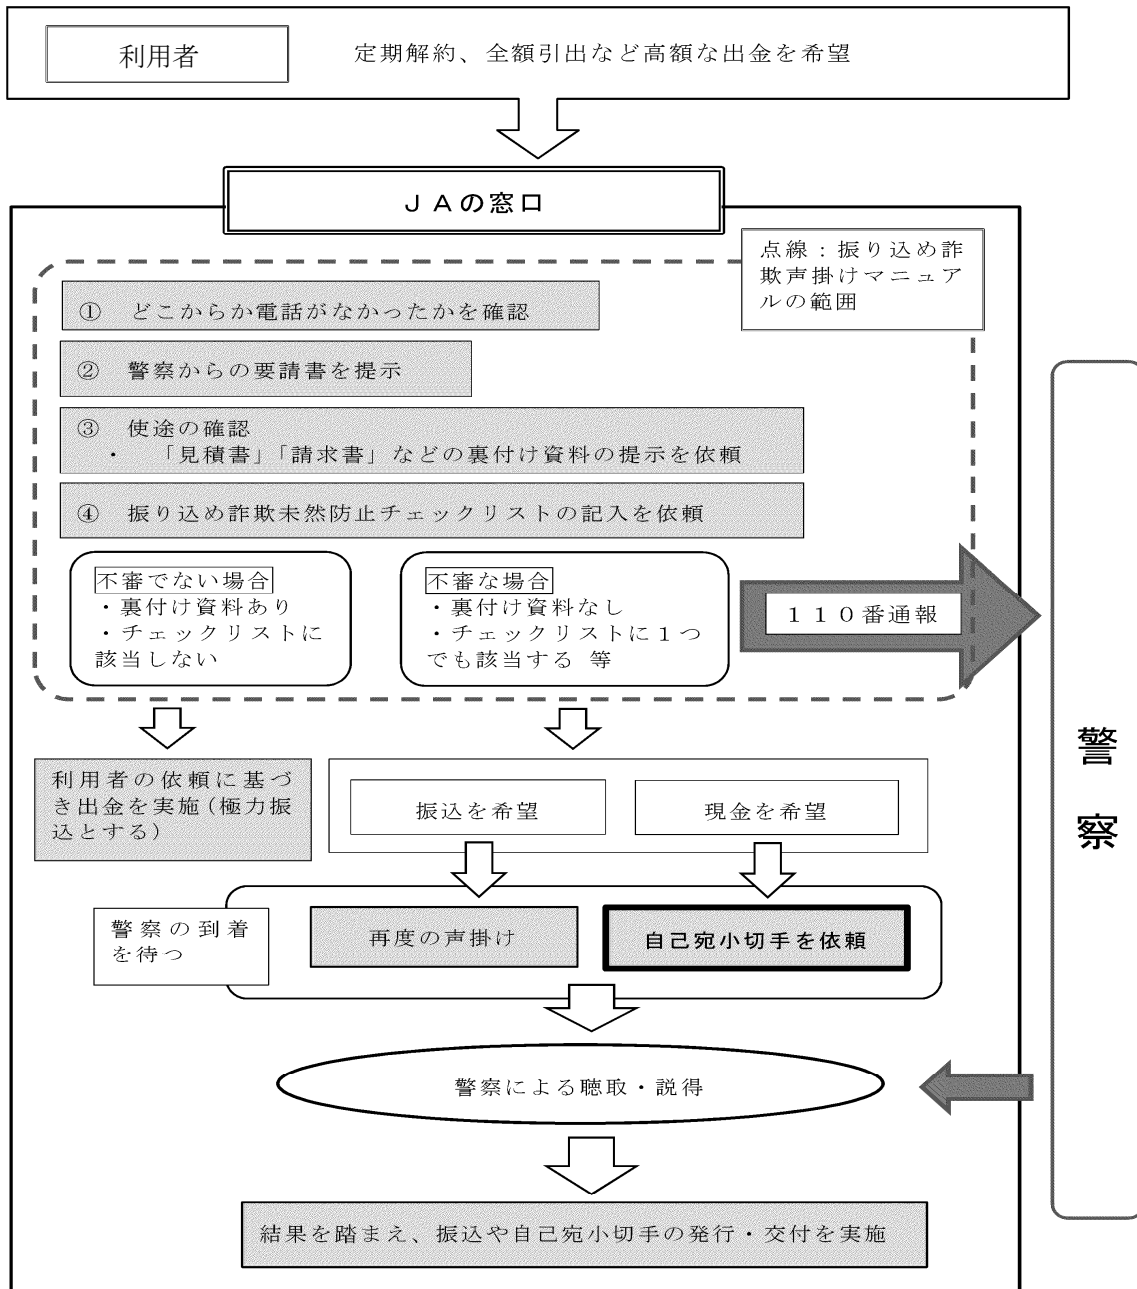 利用者
定期解約、全額引出など高額な出金を希望
ＪＡの窓口
点線：振り込め詐
欺声掛けマニュア
ルの範囲
① どこからか電話がなかったかを確認
② 警察からの要請書を提示
③ 使途の確認
・ 「見積書」「請求書」などの裏付け資料の提示を依頼
④ 振り込め詐欺未然防止チェックリストの記入を依頼
不審でない場合
・裏付け資料あり
・チェックリストに
該当しない
不審な場合
・裏付け資料なし
・チェックリストに１つ
でも該当する 等
１１０番通報
警
察
利用者の依頼に基づ
き出金を実施（極力振
込とする）
振込を希望
現金を希望
警察の到着
を待つ
再度の声掛け
自己宛小切手を依頼
警察による聴取・説得
結果を踏まえ、振込や自己宛小切手の発行・交付を実施